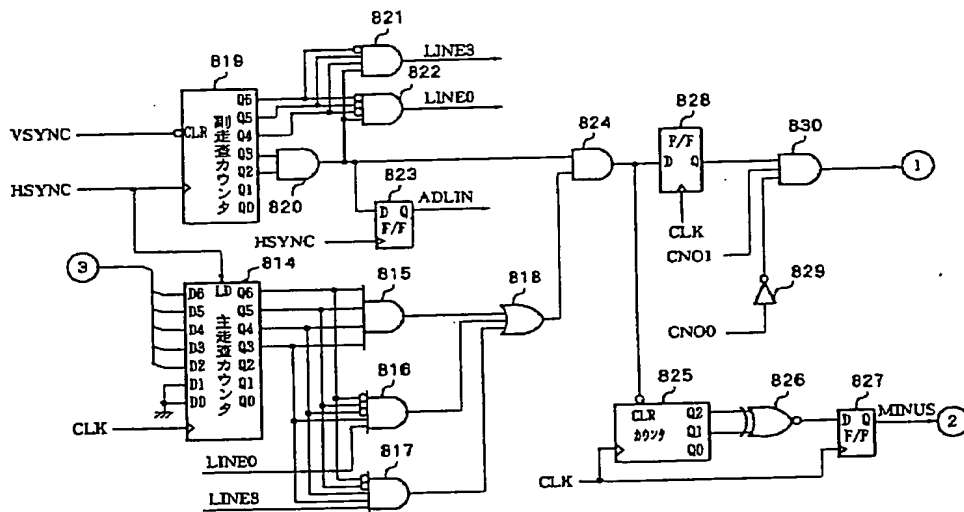 821
LINE3
819
822
VSYNC
CLR
副走査カウンタ
Q6
Q5
Q4
Q3
Q2
Q1
Q0
LINE0
824
828
F/F
D Q
830
1
HSYNC
820
823
D Q
F/F
ADLIN
HSYNC
CLK
CNO1
829
CNO0
3
814
LD
D6
D5
D4
D3
D2
D1
D0
主走査カウンタ
Q6
Q5
Q4
Q3
Q2
Q1
Q0
CLK
815
818
816
LINE0
817
LINE3
825
CLR
カウンタ
Q2
Q1
Q0
826
827
D Q
F/F
MINUS
2
CLK